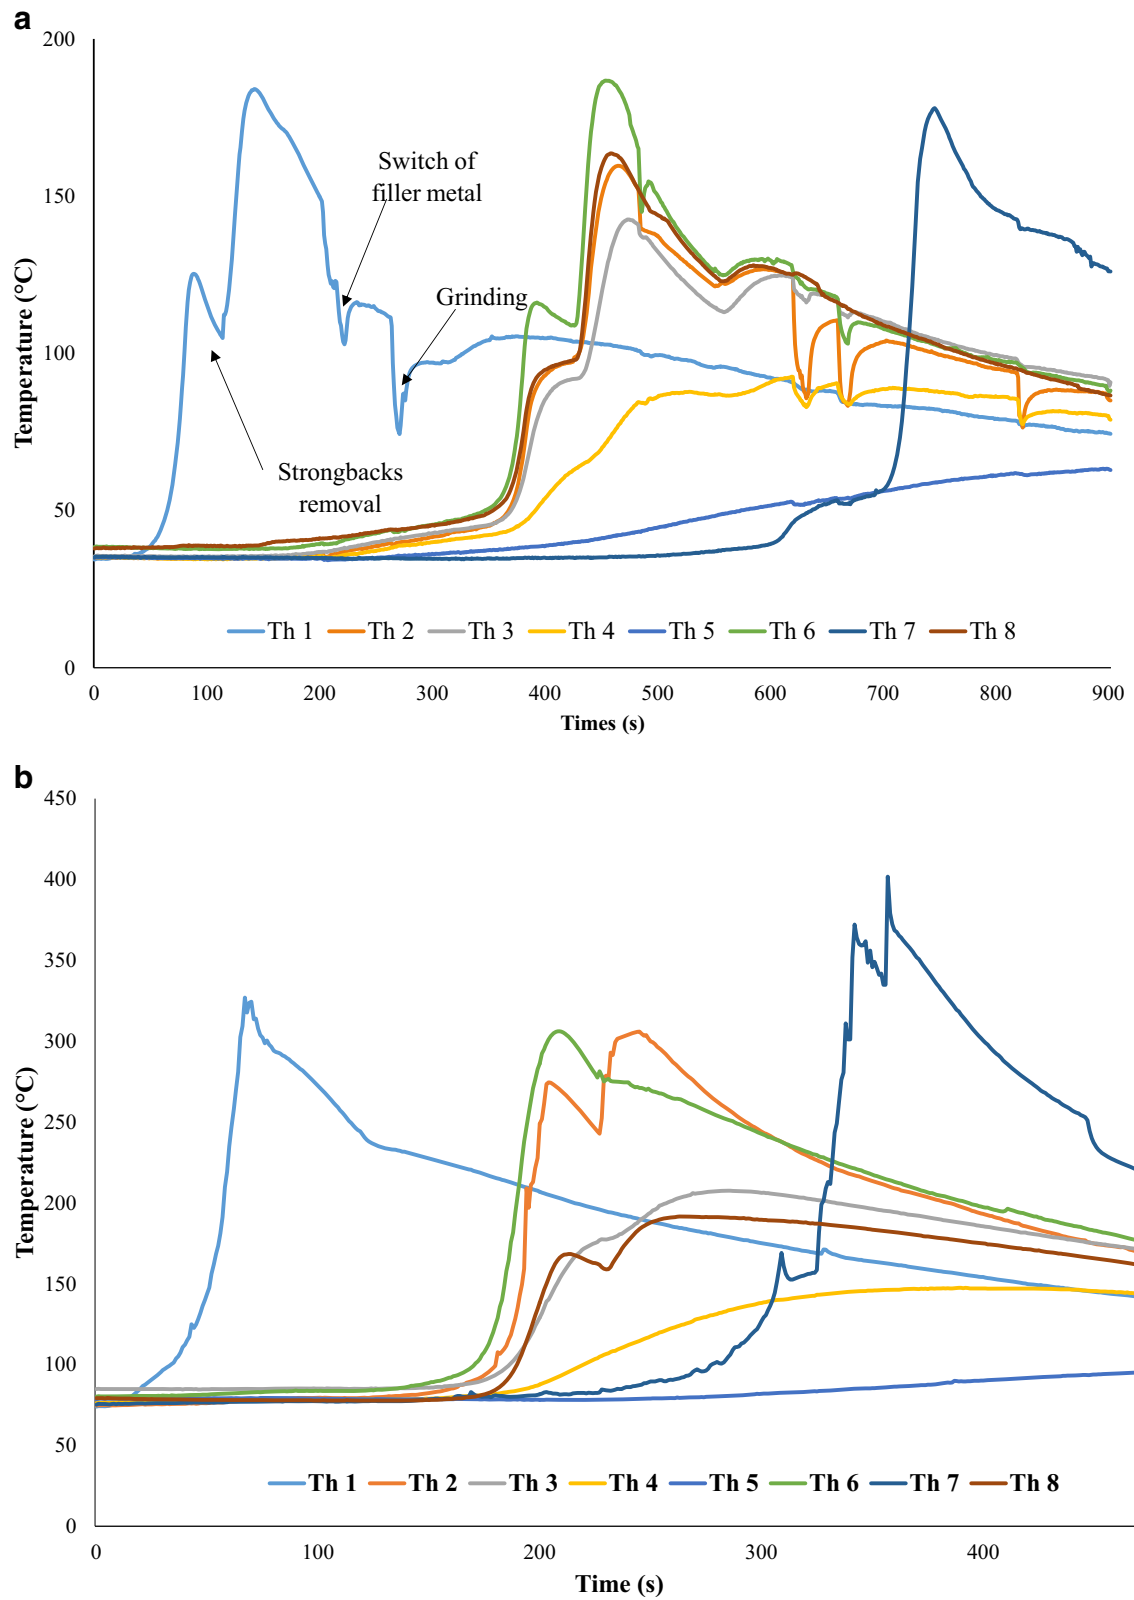 a
200
150
100
50
0
Temperature (°C)
Switch of
filler metal
Grinding
Strongbacks
removal
Th 1 Th 2 Th 3 Th 4 Th 5 Th 6 Th 7 Th 8
0 100 200 300 400 500 600 700 800 900
Times (s)
b
450
400
350
300
250
200
150
100
50
0
Temperature (°C)
Th 1 Th 2 Th 3 Th 4 Th 5 Th 6 Th 7 Th 8
0 100 200 300 400
Time (s)